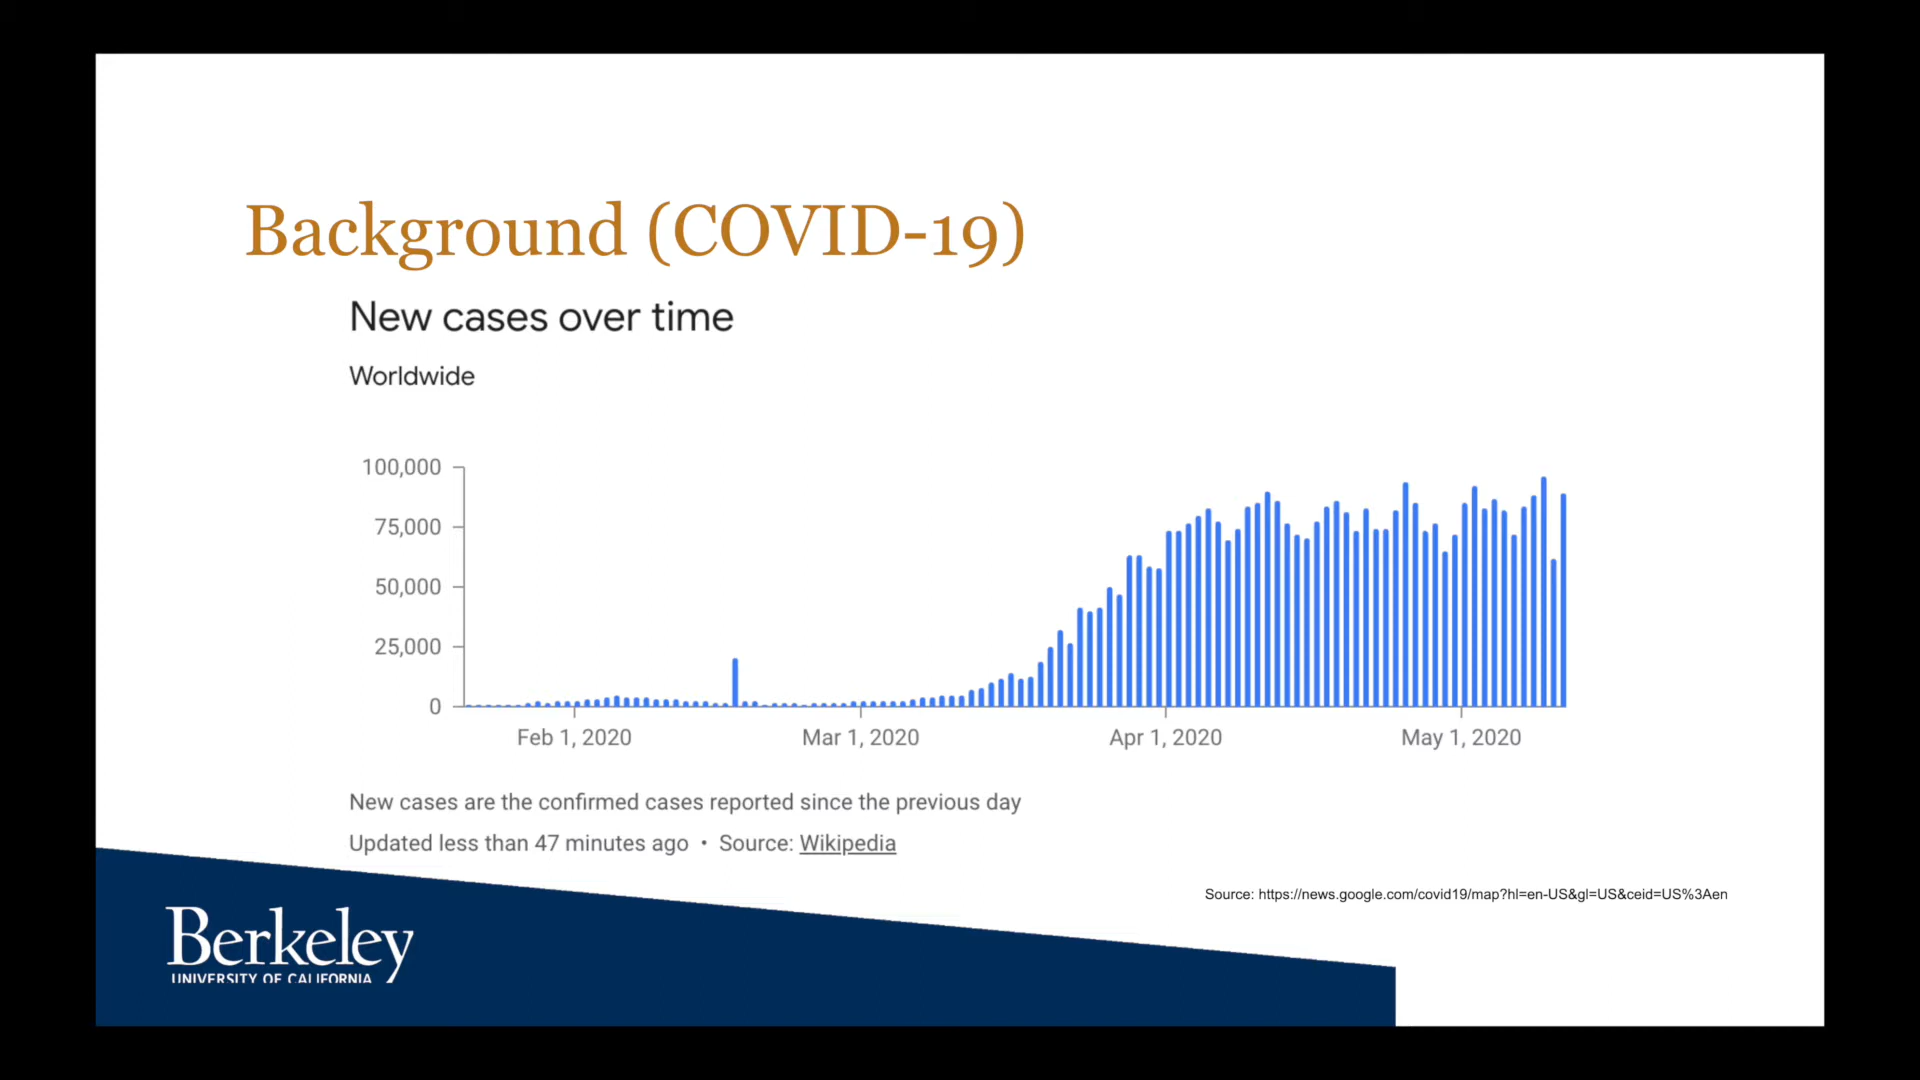 Background (COVID-19)
New cases over time
Worldwide
100,000
75,000
50,000
25,000
0
Feb 1, 2020 Mar 1, 2020 Apr 1, 2020 May 1, 2020
New cases are the confirmed cases reported since the previous day
Updated less than 47 minutes ago • Source: Wikipedia
Source: https://news.google.com/covid19/map?hl=en-US&gl=US&ceid=US%3Aen
Berkeley
UNIVERSITY OF CALIFORNIA